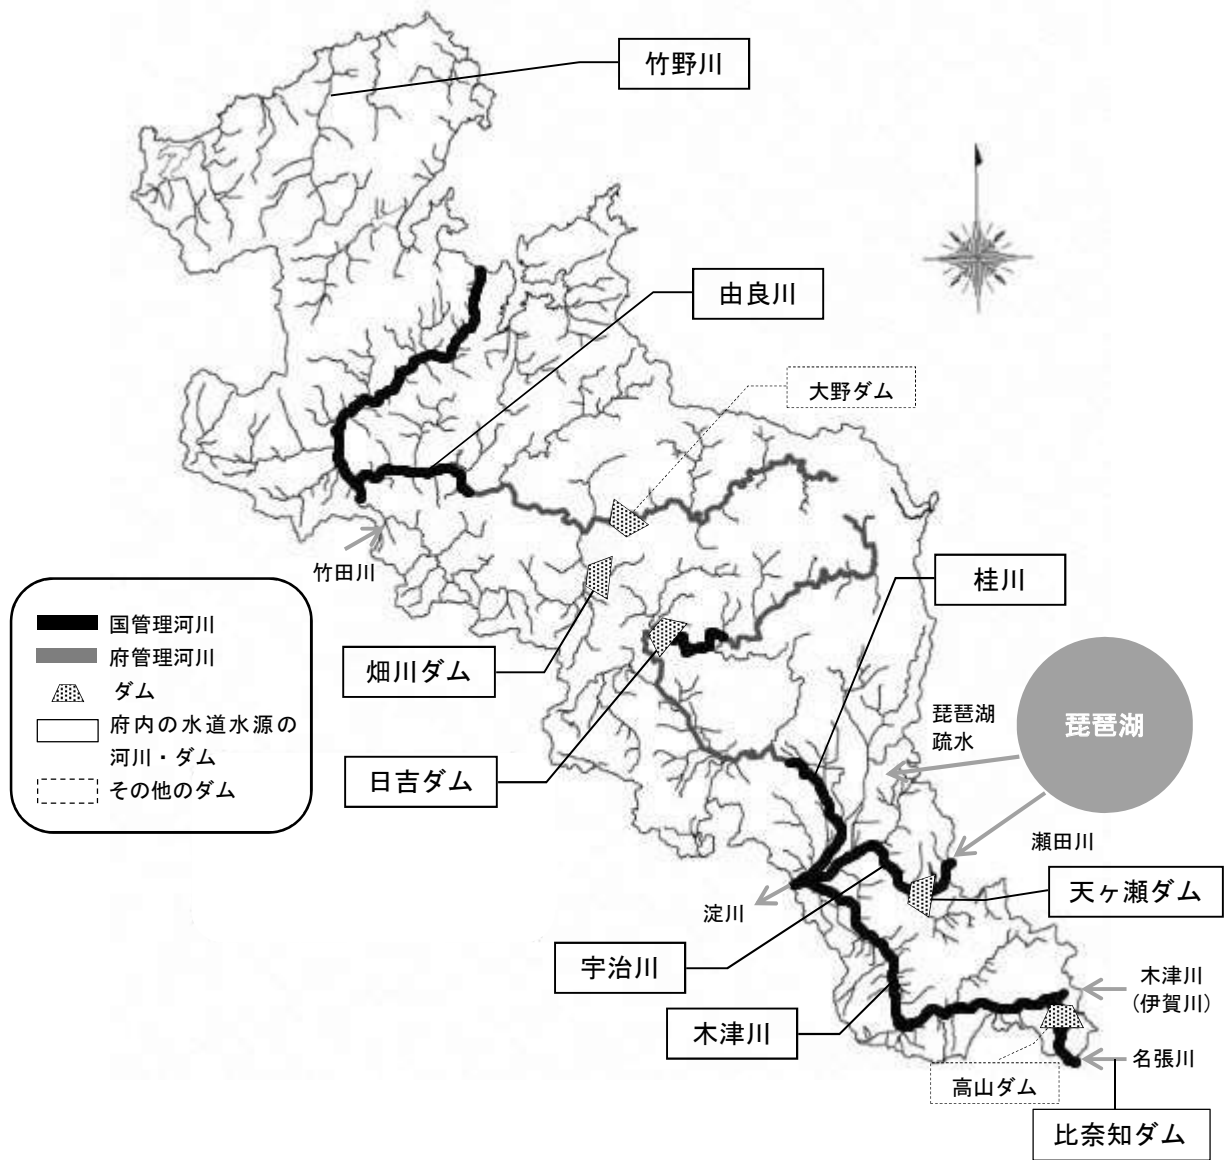 竹野川
由良川
大野ダム
竹田川
桂川
国管理河川
府管理河川
ダム
府内の水道水源の
河川・ダム
その他のダム
畑川ダム
日吉ダム
琵琶湖
疏水
琵琶湖
瀬田川
天ヶ瀬ダム
淀川
宇治川
木津川
木津川
(伊賀川)
名張川
高山ダム
比奈知ダム